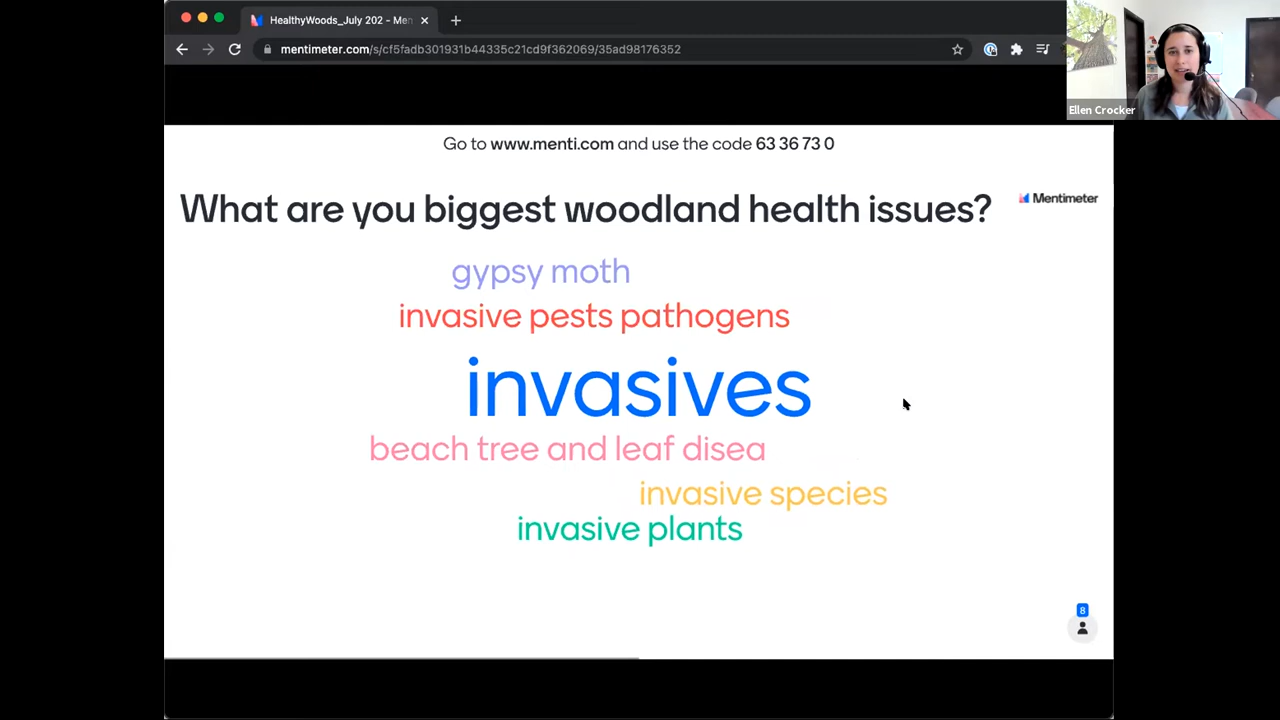 HealthyWoods_July 202 - Men
mentimeter.com/s/cf5fadb301931b44335c21cd9f362069/35ad98176352
Ellen Crocker
Go to www.menti.com and use the code 63 36 73 0
What are you biggest woodland health issues?
Mentimeter
gypsy moth
invasive pests pathogens
invasives
beach tree and leaf disea
invasive species
invasive plants
8